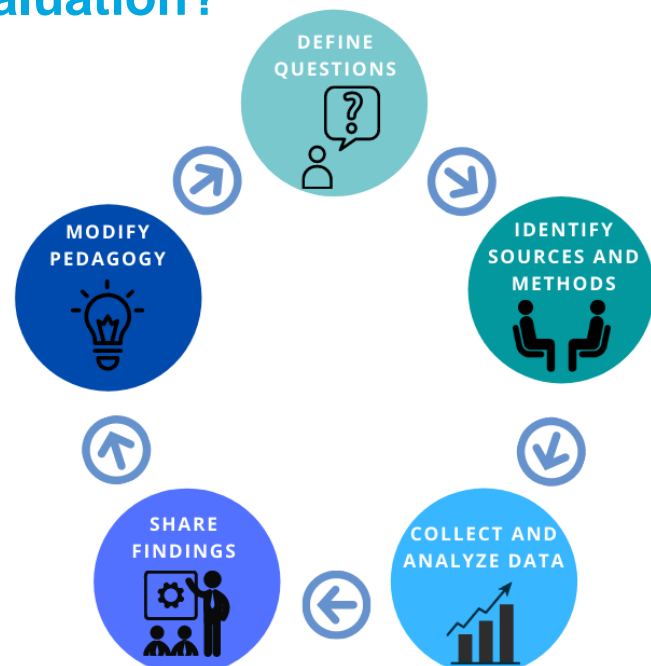 aluation?
DEFINE
QUESTIONS
?
IDENTIFY
SOURCES AND
METHODS
COLLECT AND
ANALYZE DATA
SHARE
FINDINGS
MODIFY
PEDAGOGY